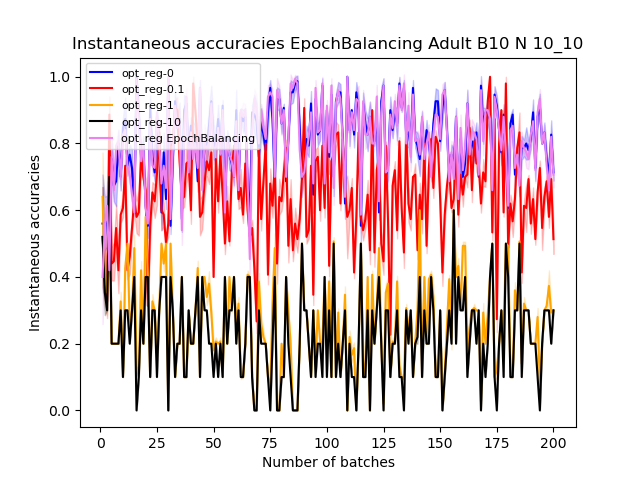 Instantaneous accuracies EpochBalancing Adult B10 N 10_10
opt_reg-0
opt_reg-0.1
opt_reg-1
opt_reg-10
opt_reg EpochBalancing
Instantaneous accuracies
1.0
0.8
0.6
0.4
0.2
0.0
0 25 50 75 100 125 150 175 200
Number of batches